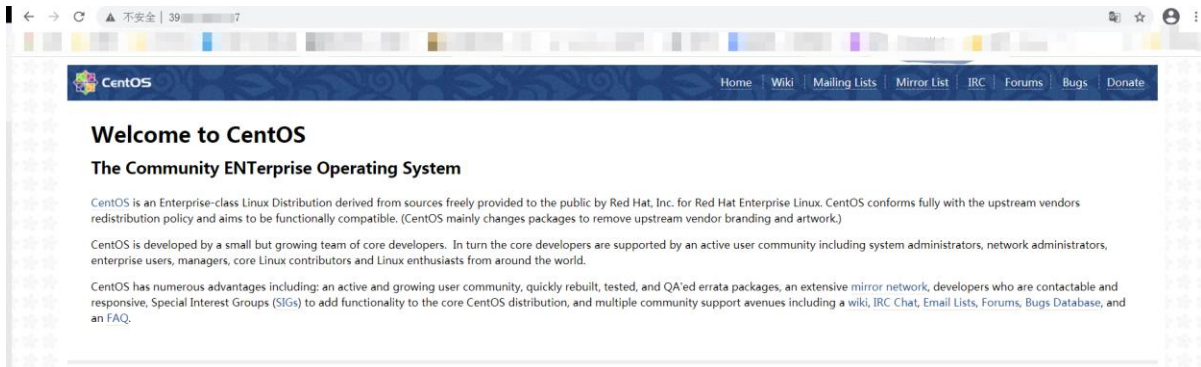 不安全 | 39 7
CentOS
Home Wiki Mailing Lists Mirror List IRC Forums Bugs Donate
Welcome to CentOS
The Community ENTerprise Operating System
CentOS is an Enterprise-class Linux Distribution derived from sources freely provided to the public by Red Hat, Inc. for Red Hat Enterprise Linux. CentOS conforms fully with the upstream vendors
redistribution policy and aims to be functionally compatible. (CentOS mainly changes packages to remove upstream vendor branding and artwork.)
CentOS is developed by a small but growing team of core developers. In turn the core developers are supported by an active user community including system administrators, network administrators,
enterprise users, managers, core Linux contributors and Linux enthusiasts from around the world.
CentOS has numerous advantages including: an active and growing user community, quickly rebuilt, tested, and QA'ed errata packages, an extensive mirror network, developers who are contactable and
responsive, Special Interest Groups (SIGs) to add functionality to the core CentOS distribution, and multiple community support avenues including a wiki, IRC Chat, Email Lists, Forums, Bugs Database, and
an FAQ.